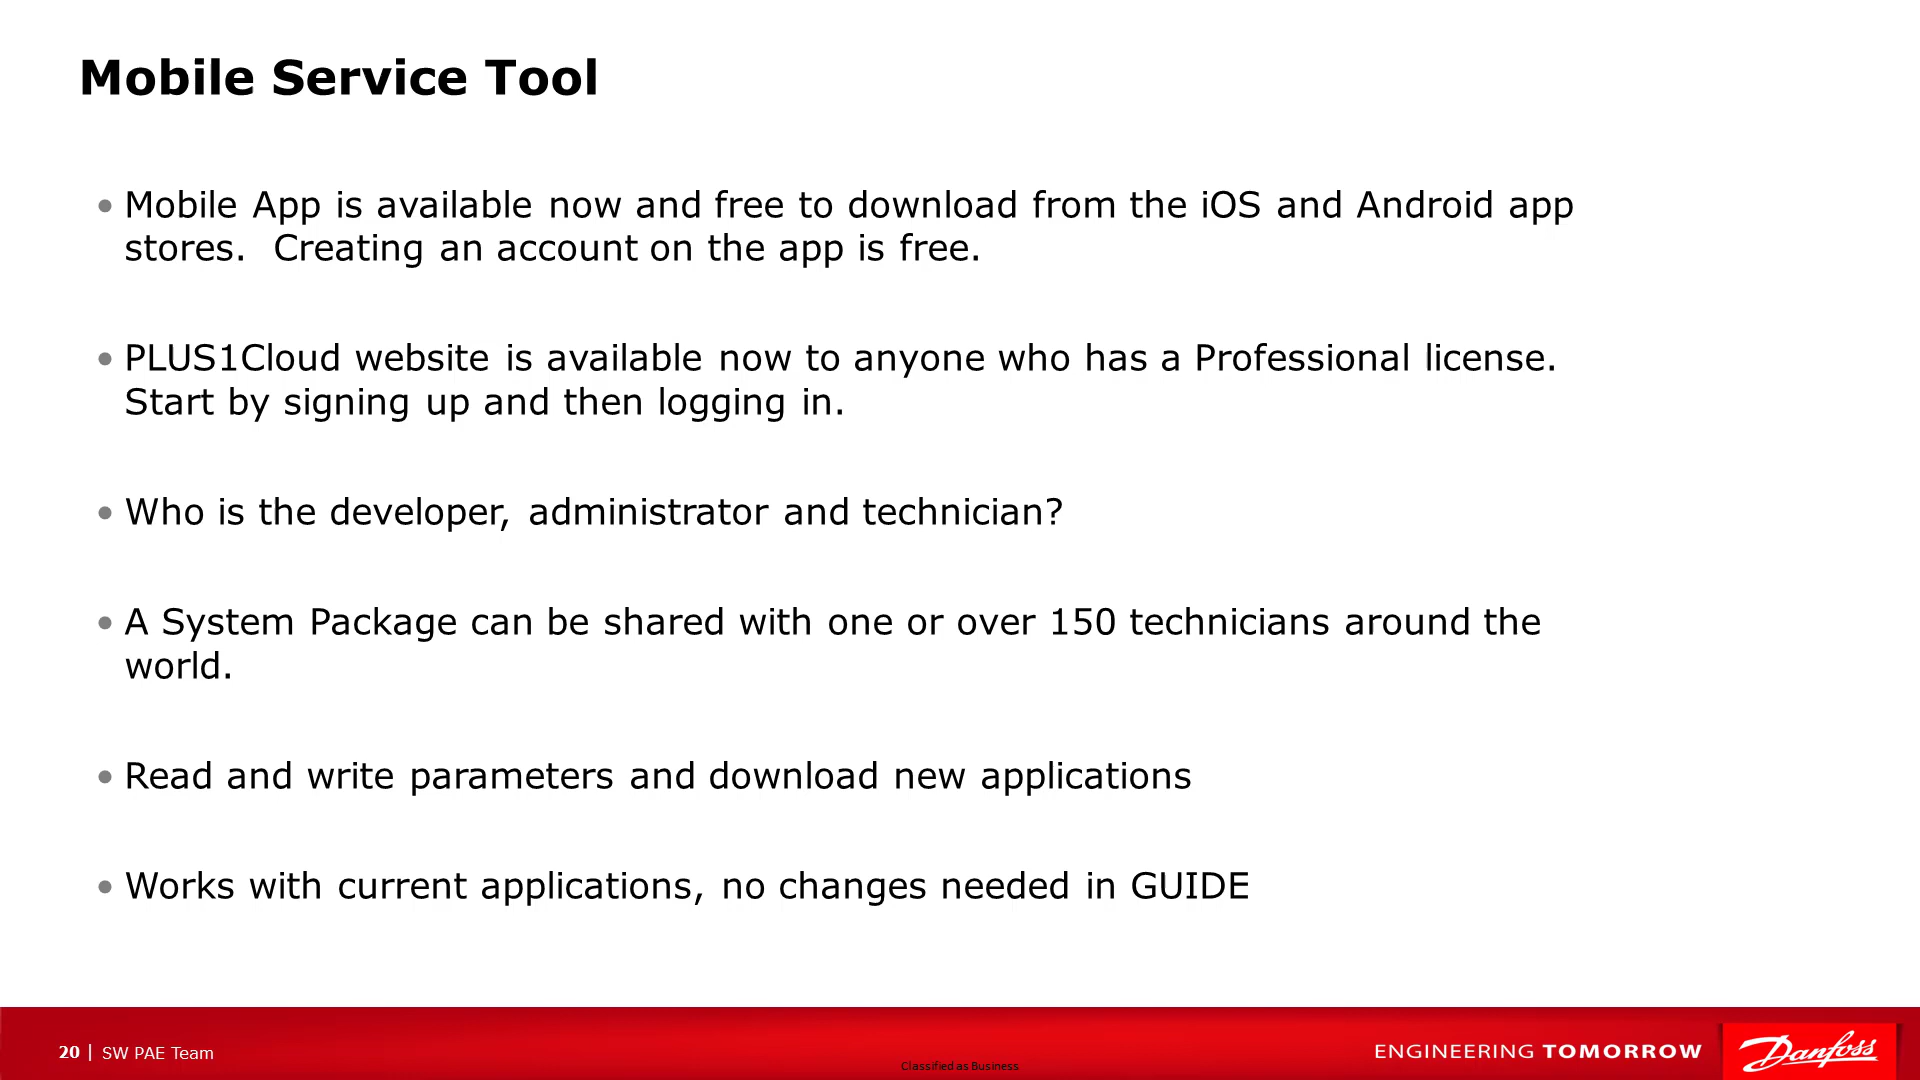 Mobile Service Tool
• Mobile App is available now and free to download from the iOS and Android app
stores.  Creating an account on the app is free.
• PLUS1Cloud website is available now to anyone who has a Professional license.
Start by signing up and then logging in.
• Who is the developer, administrator and technician?
• A System Package can be shared with one or over 150 technicians around the
world.
• Read and write parameters and download new applications
• Works with current applications, no changes needed in GUIDE
20 | SW PAE Team
Classified as Business
ENGINEERING TOMORROW
Danfoss